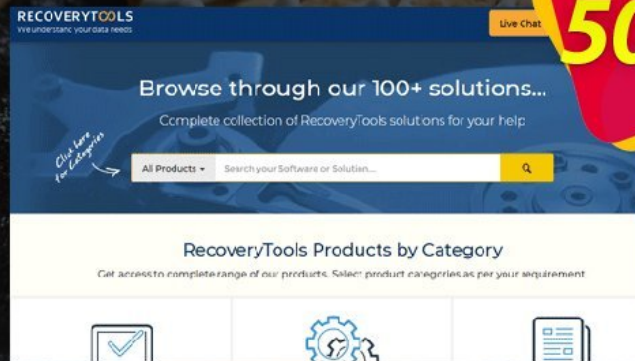 RECOVERYTOOLS
We understand your data needs
Live Chat
50
Browse through our 100+ solutions...
Complete collection of RecoveryTools solutions for your help
Click here
for Categories
All Products
Search your Software or Solution....
RecoveryTools Products by Category
Get access to complete range of our products. Select product categories as per your requirement